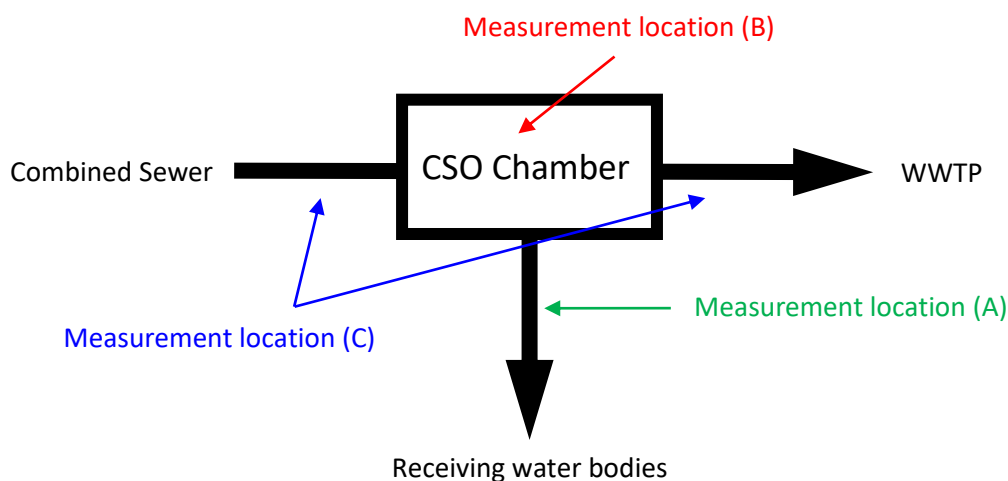 Measurement location (B)
Combined Sewer
CSO Chamber
WWTP
Measurement location (A)
Measurement location (C)
Receiving water bodies